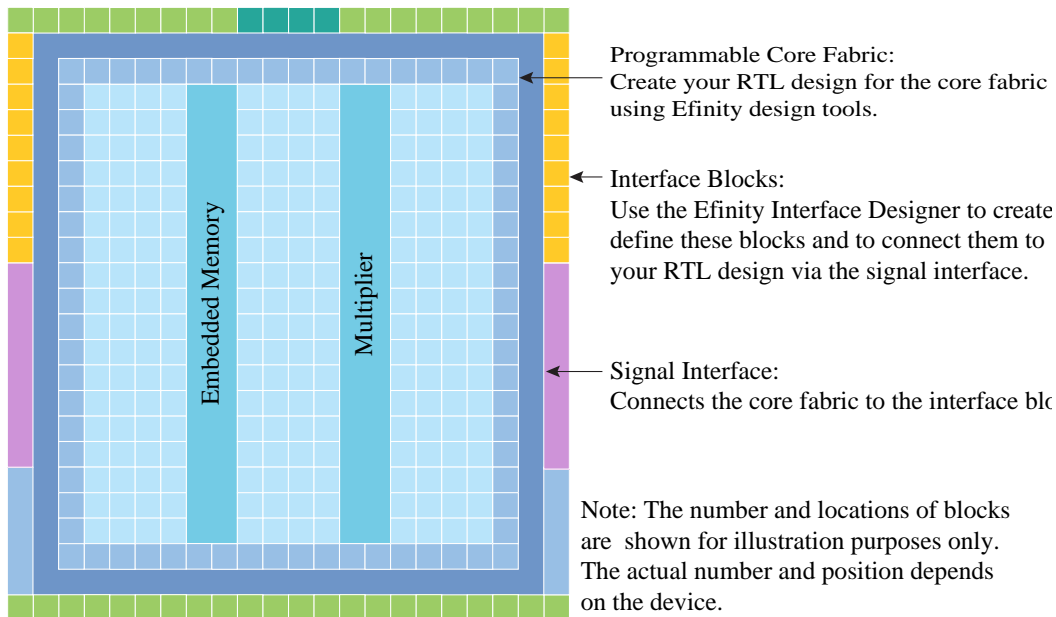 Programmable Core Fabric:
Create your RTL design for the core fabric
using Efinity design tools.
Interface Blocks:
Use the Efinity Interface Designer to create
define these blocks and to connect them to
your RTL design via the signal interface.
Embedded Memory
Multiplier
Signal Interface:
Connects the core fabric to the interface
Note: The number and locations of blocks
are shown for illustration purposes only.
The actual number and position depends
on the device.